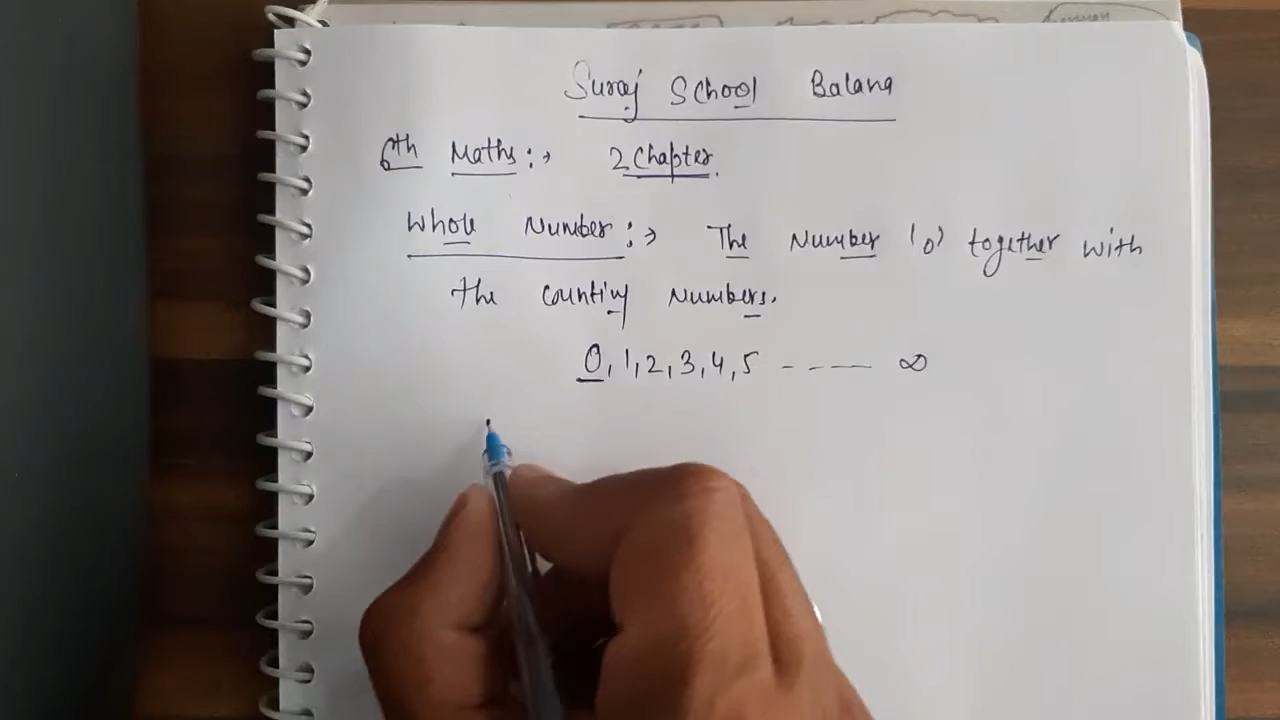 Suraj School Balana
6th Maths:→ 2 Chapter.
Whole Number:→ The Number '0' together with
the counting Numbers.
0,1,2,3,4,5 ----- ∞